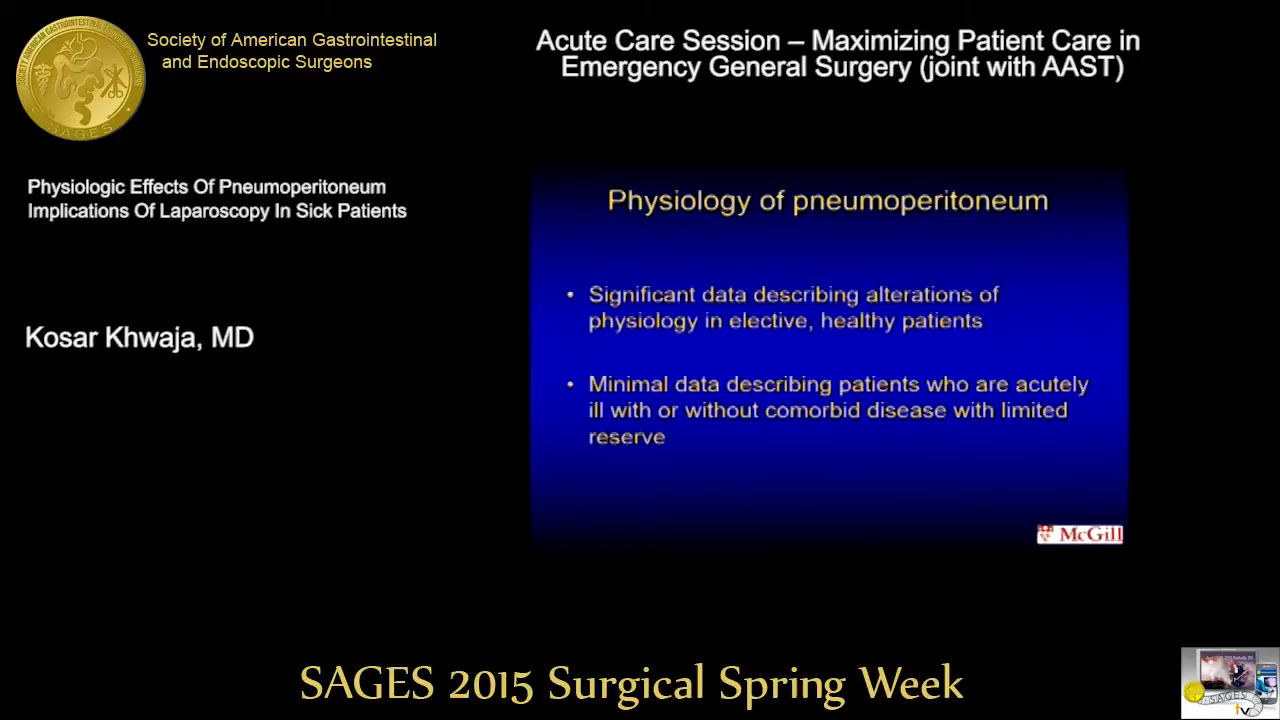 Society of American Gastrointestinal
and Endoscopic Surgeons
Acute Care Session – Maximizing Patient Care in
Emergency General Surgery (joint with AAST)
SAGES
Physiologic Effects Of Pneumoperitoneum
Implications Of Laparoscopy In Sick Patients
Kosar Khwaja, MD
Physiology of pneumoperitoneum
• Significant data describing alterations of
physiology in elective, healthy patients
• Minimal data describing patients who are acutely
ill with or without comorbid disease with limited
reserve
McGill
SAGES 2015 Surgical Spring Week
SAGES
tv